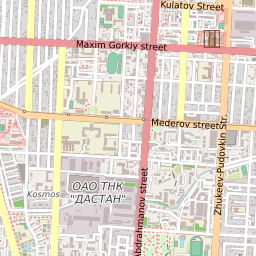 Kulatov Street
Maxim Gorkiy street
Mederov street
Zhukeev-Pudovkin Str.
Kosmos
ОАО ТНК
"ДАСТАН"
Abdrahmanov street